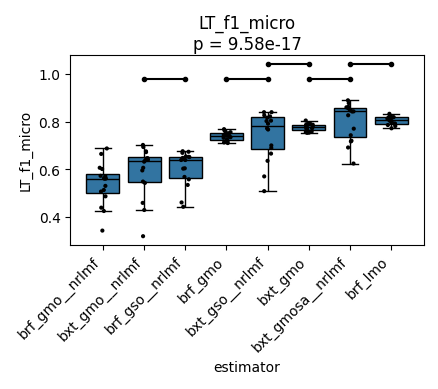 LT_f1_micro
p = 9.58e-17
LT_f1_micro
1.0
0.8
0.6
0.4
brf_gmo__nrlmf
bxt_gmo__nrlmf
brf_gso__nrlmf
brf_gmo
bxt_gso__nrlmf
bxt_gmo
bxt_gmosa__nrlmf
brf_lmo
estimator